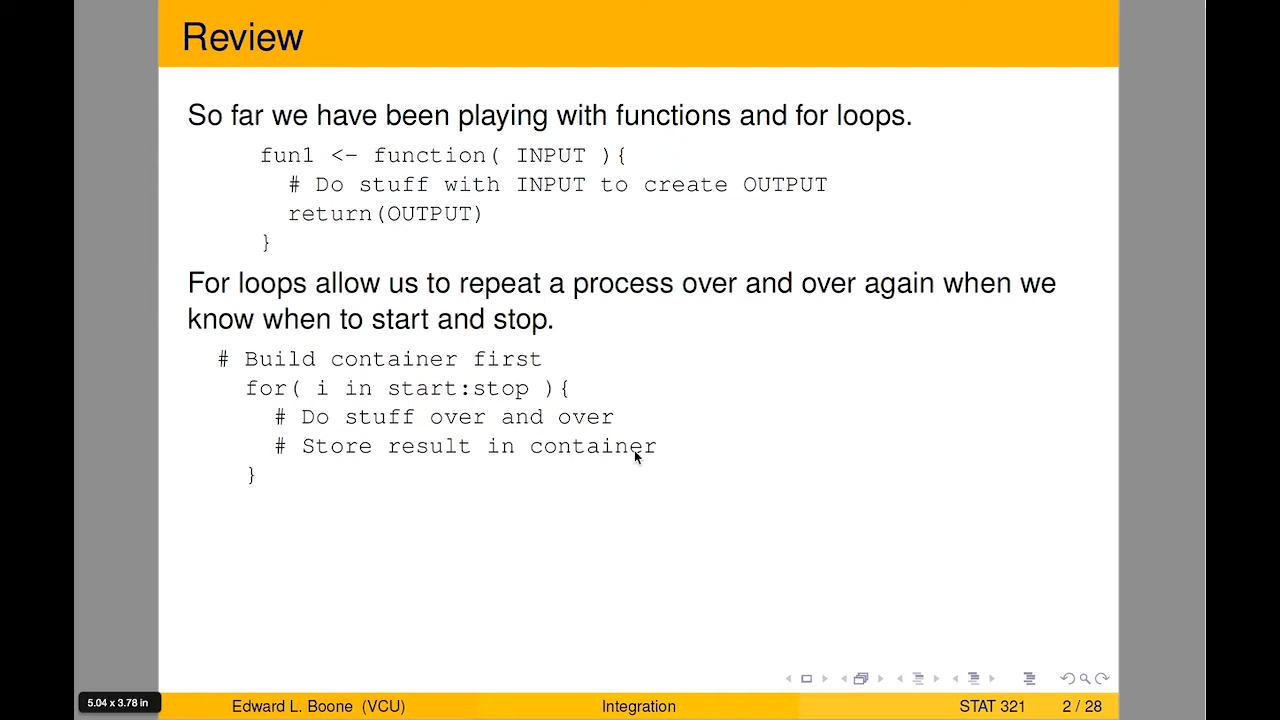 Review
So far we have been playing with functions and for loops.
fun1 <- function( INPUT ){
# Do stuff with INPUT to create OUTPUT
return(OUTPUT)
}
For loops allow us to repeat a process over and over again when we
know when to start and stop.
# Build container first
for( i in start:stop ){
# Do stuff over and over
# Store result in container
}
5.04 x 3.78 in
Edward L. Boone (VCU) Integration STAT 321 2 / 28